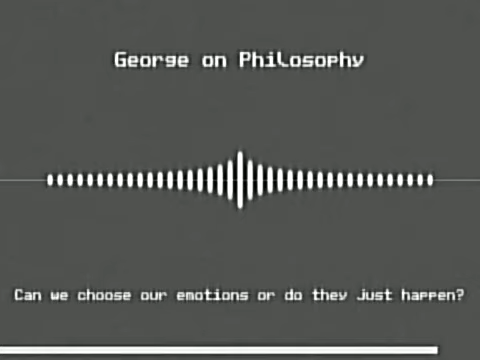 George on Philosophy
Can we choose our emotions or do they just happen?